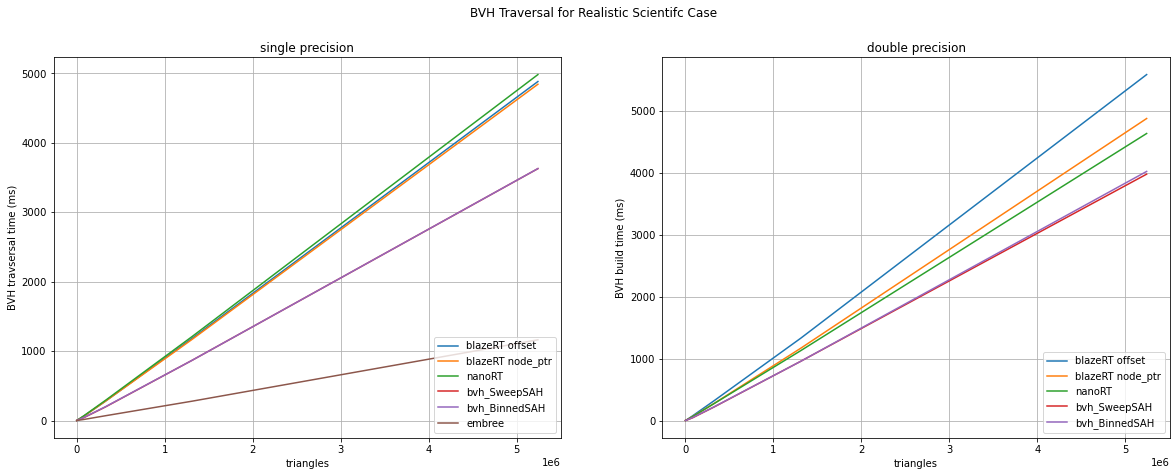 BVH Traversal for Realistic Scientifc Case
single precision
BVH travsersal time (ms)
5000
4000
3000
2000
1000
0
0 1 2 3 4 5
1e6
triangles
blazeRT offset
blazeRT node_ptr
nanoRT
bvh_SweepSAH
bvh_BinnedSAH
embree
double precision
BVH build time (ms)
5000
4000
3000
2000
1000
0
0 1 2 3 4 5
1e6
triangles
blazeRT offset
blazeRT node_ptr
nanoRT
bvh_SweepSAH
bvh_BinnedSAH